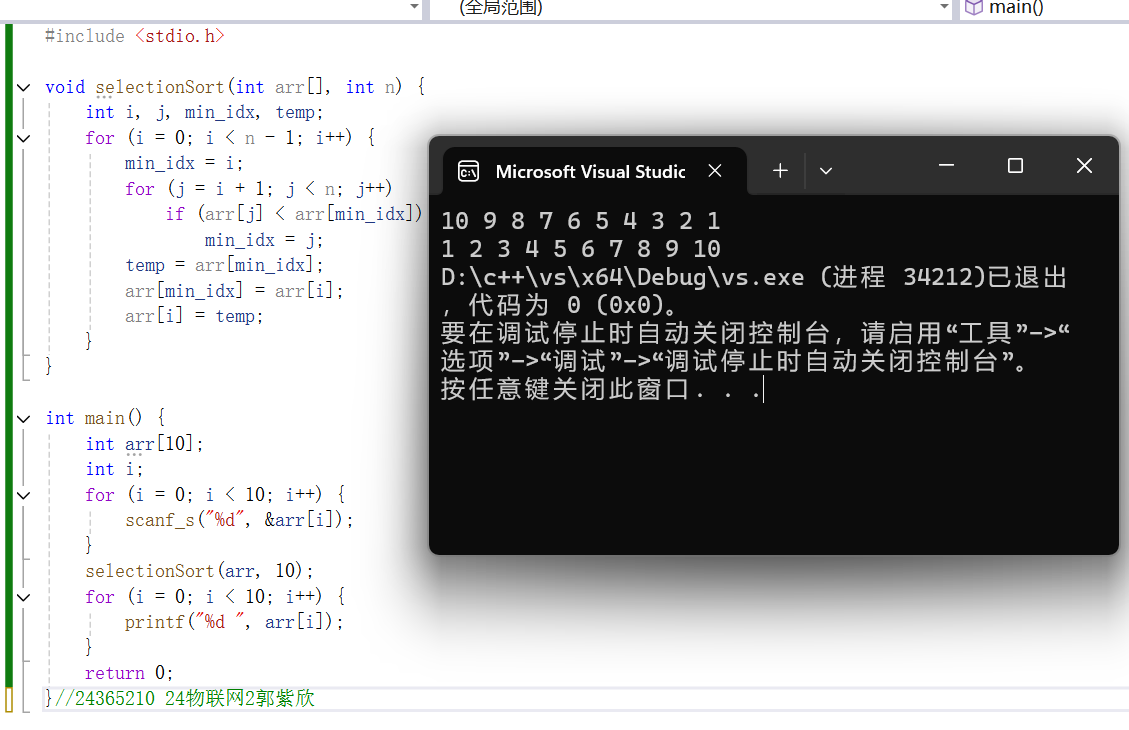 (全局范围)
main()
#include <stdio.h>
void selectionSort(int arr[], int n) {
int i, j, min_idx, temp;
for (i = 0; i < n - 1; i++) {
min_idx = i;
for (j = i + 1; j < n; j++)
if (arr[j] < arr[min_idx])
min_idx = j;
temp = arr[min_idx];
arr[min_idx] = arr[i];
arr[i] = temp;
}
}
int main() {
int arr[10];
int i;
for (i = 0; i < 10; i++) {
scanf_s("%d", &arr[i]);
}
selectionSort(arr, 10);
for (i = 0; i < 10; i++) {
printf("%d ", arr[i]);
}
return 0;
}//24365210 24物联网2郭紫欣
Microsoft Visual Studic
10 9 8 7 6 5 4 3 2 1
1 2 3 4 5 6 7 8 9 10
D:\c++\vs\x64\Debug\vs.exe (进程 34212)已退出
，代码为 0 (0x0)。
要在调试停止时自动关闭控制台，请启用“工具”->“
选项”->“调试”->“调试停止时自动关闭控制台”。
按任意键关闭此窗口. . .